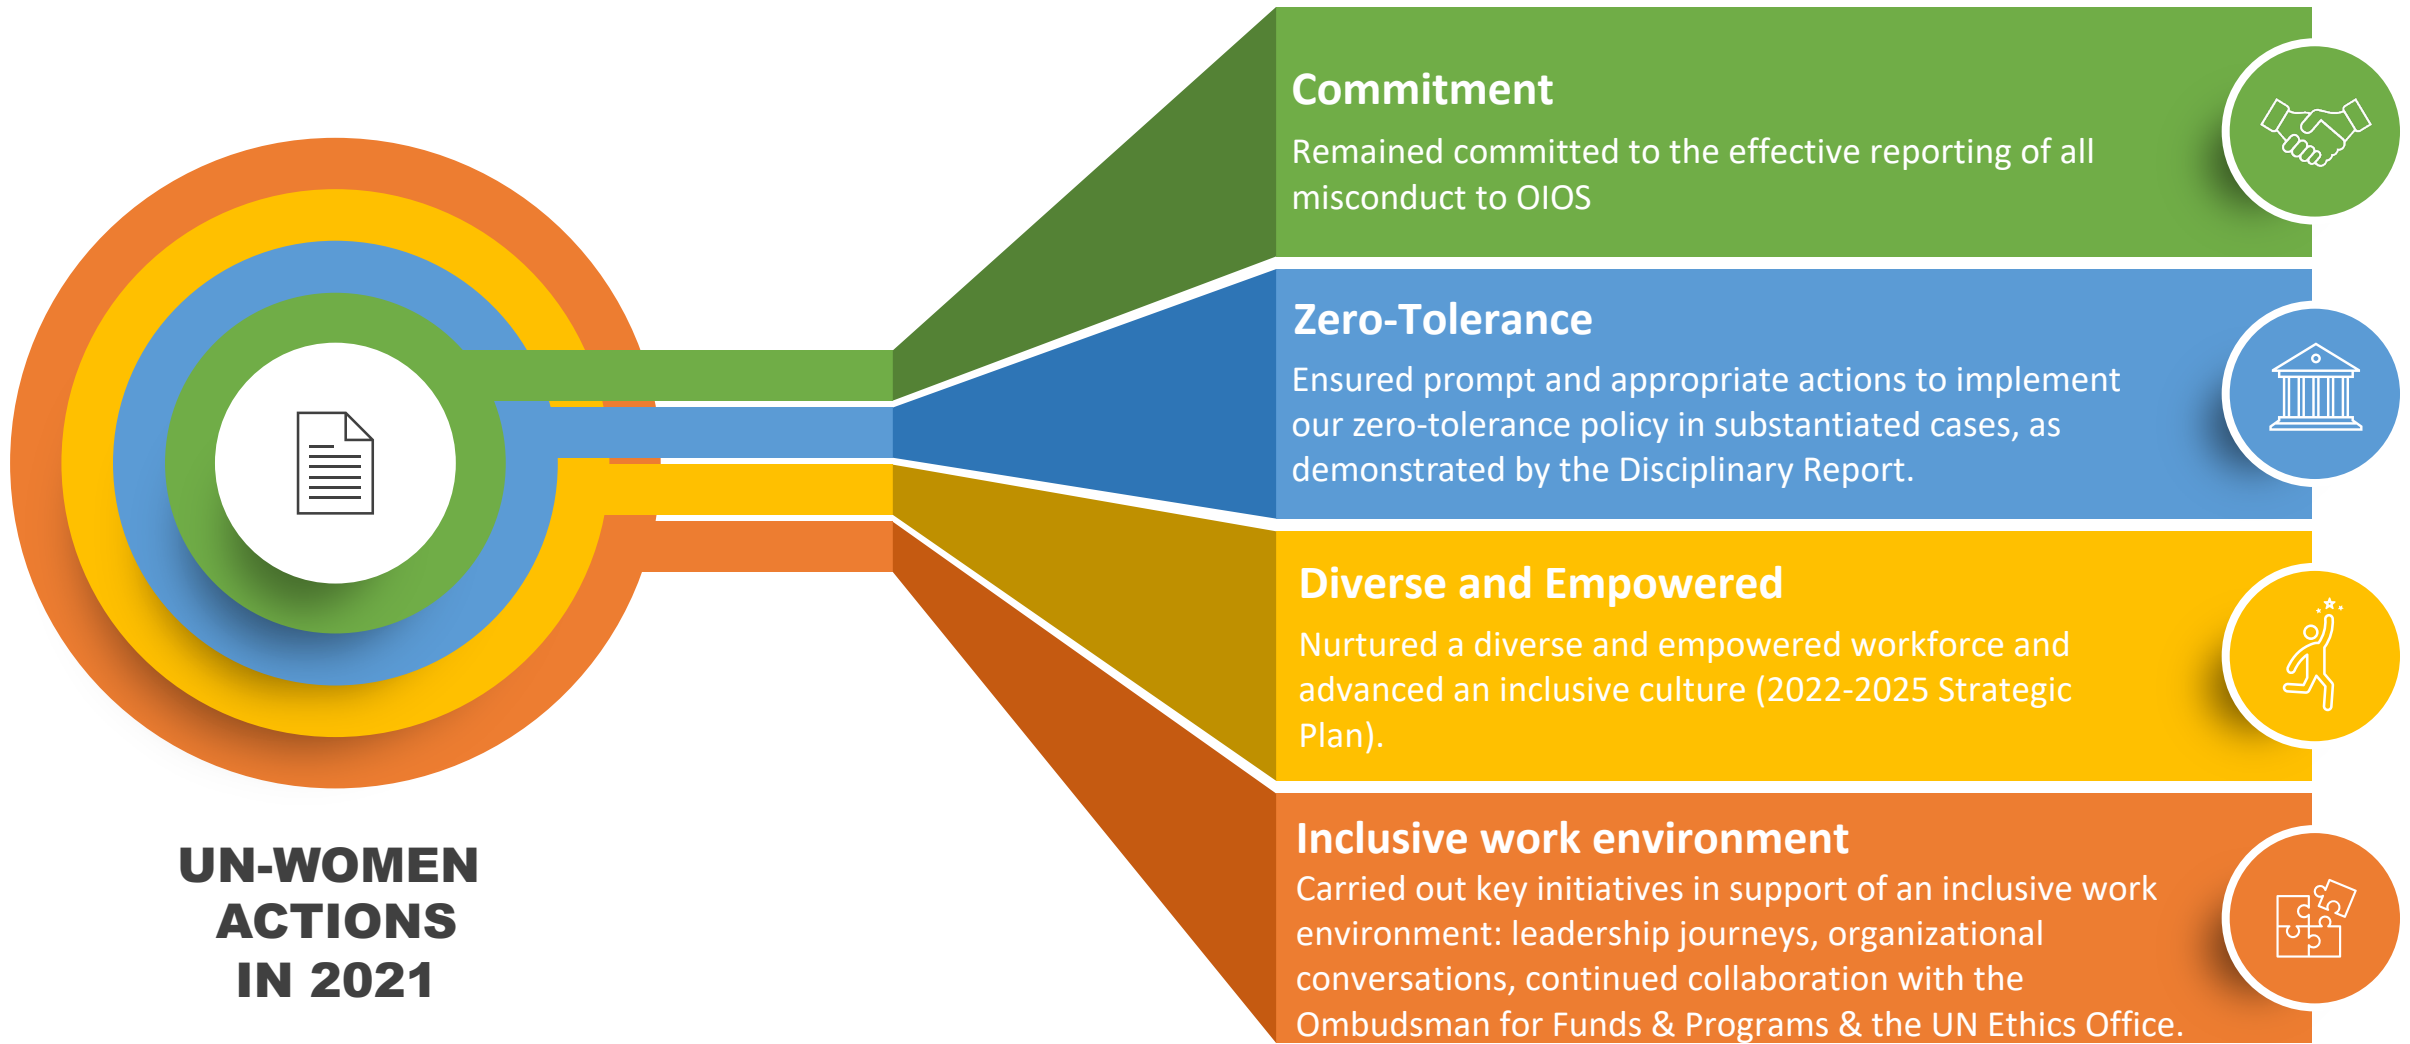 UN-WOMEN
ACTIONS
IN 2021
Commitment
Remained committed to the effective reporting of all
misconduct to OIOS
Zero-Tolerance
Ensured prompt and appropriate actions to implement
our zero-tolerance policy in substantiated cases, as
demonstrated by the Disciplinary Report.
Diverse and Empowered
Nurtured a diverse and empowered workforce and
advanced an inclusive culture (2022-2025 Strategic
Plan).
Inclusive work environment
Carried out key initiatives in support of an inclusive work
environment: leadership journeys, organizational
conversations, continued collaboration with the
Ombudsman for Funds & Programs & the UN Ethics Office.